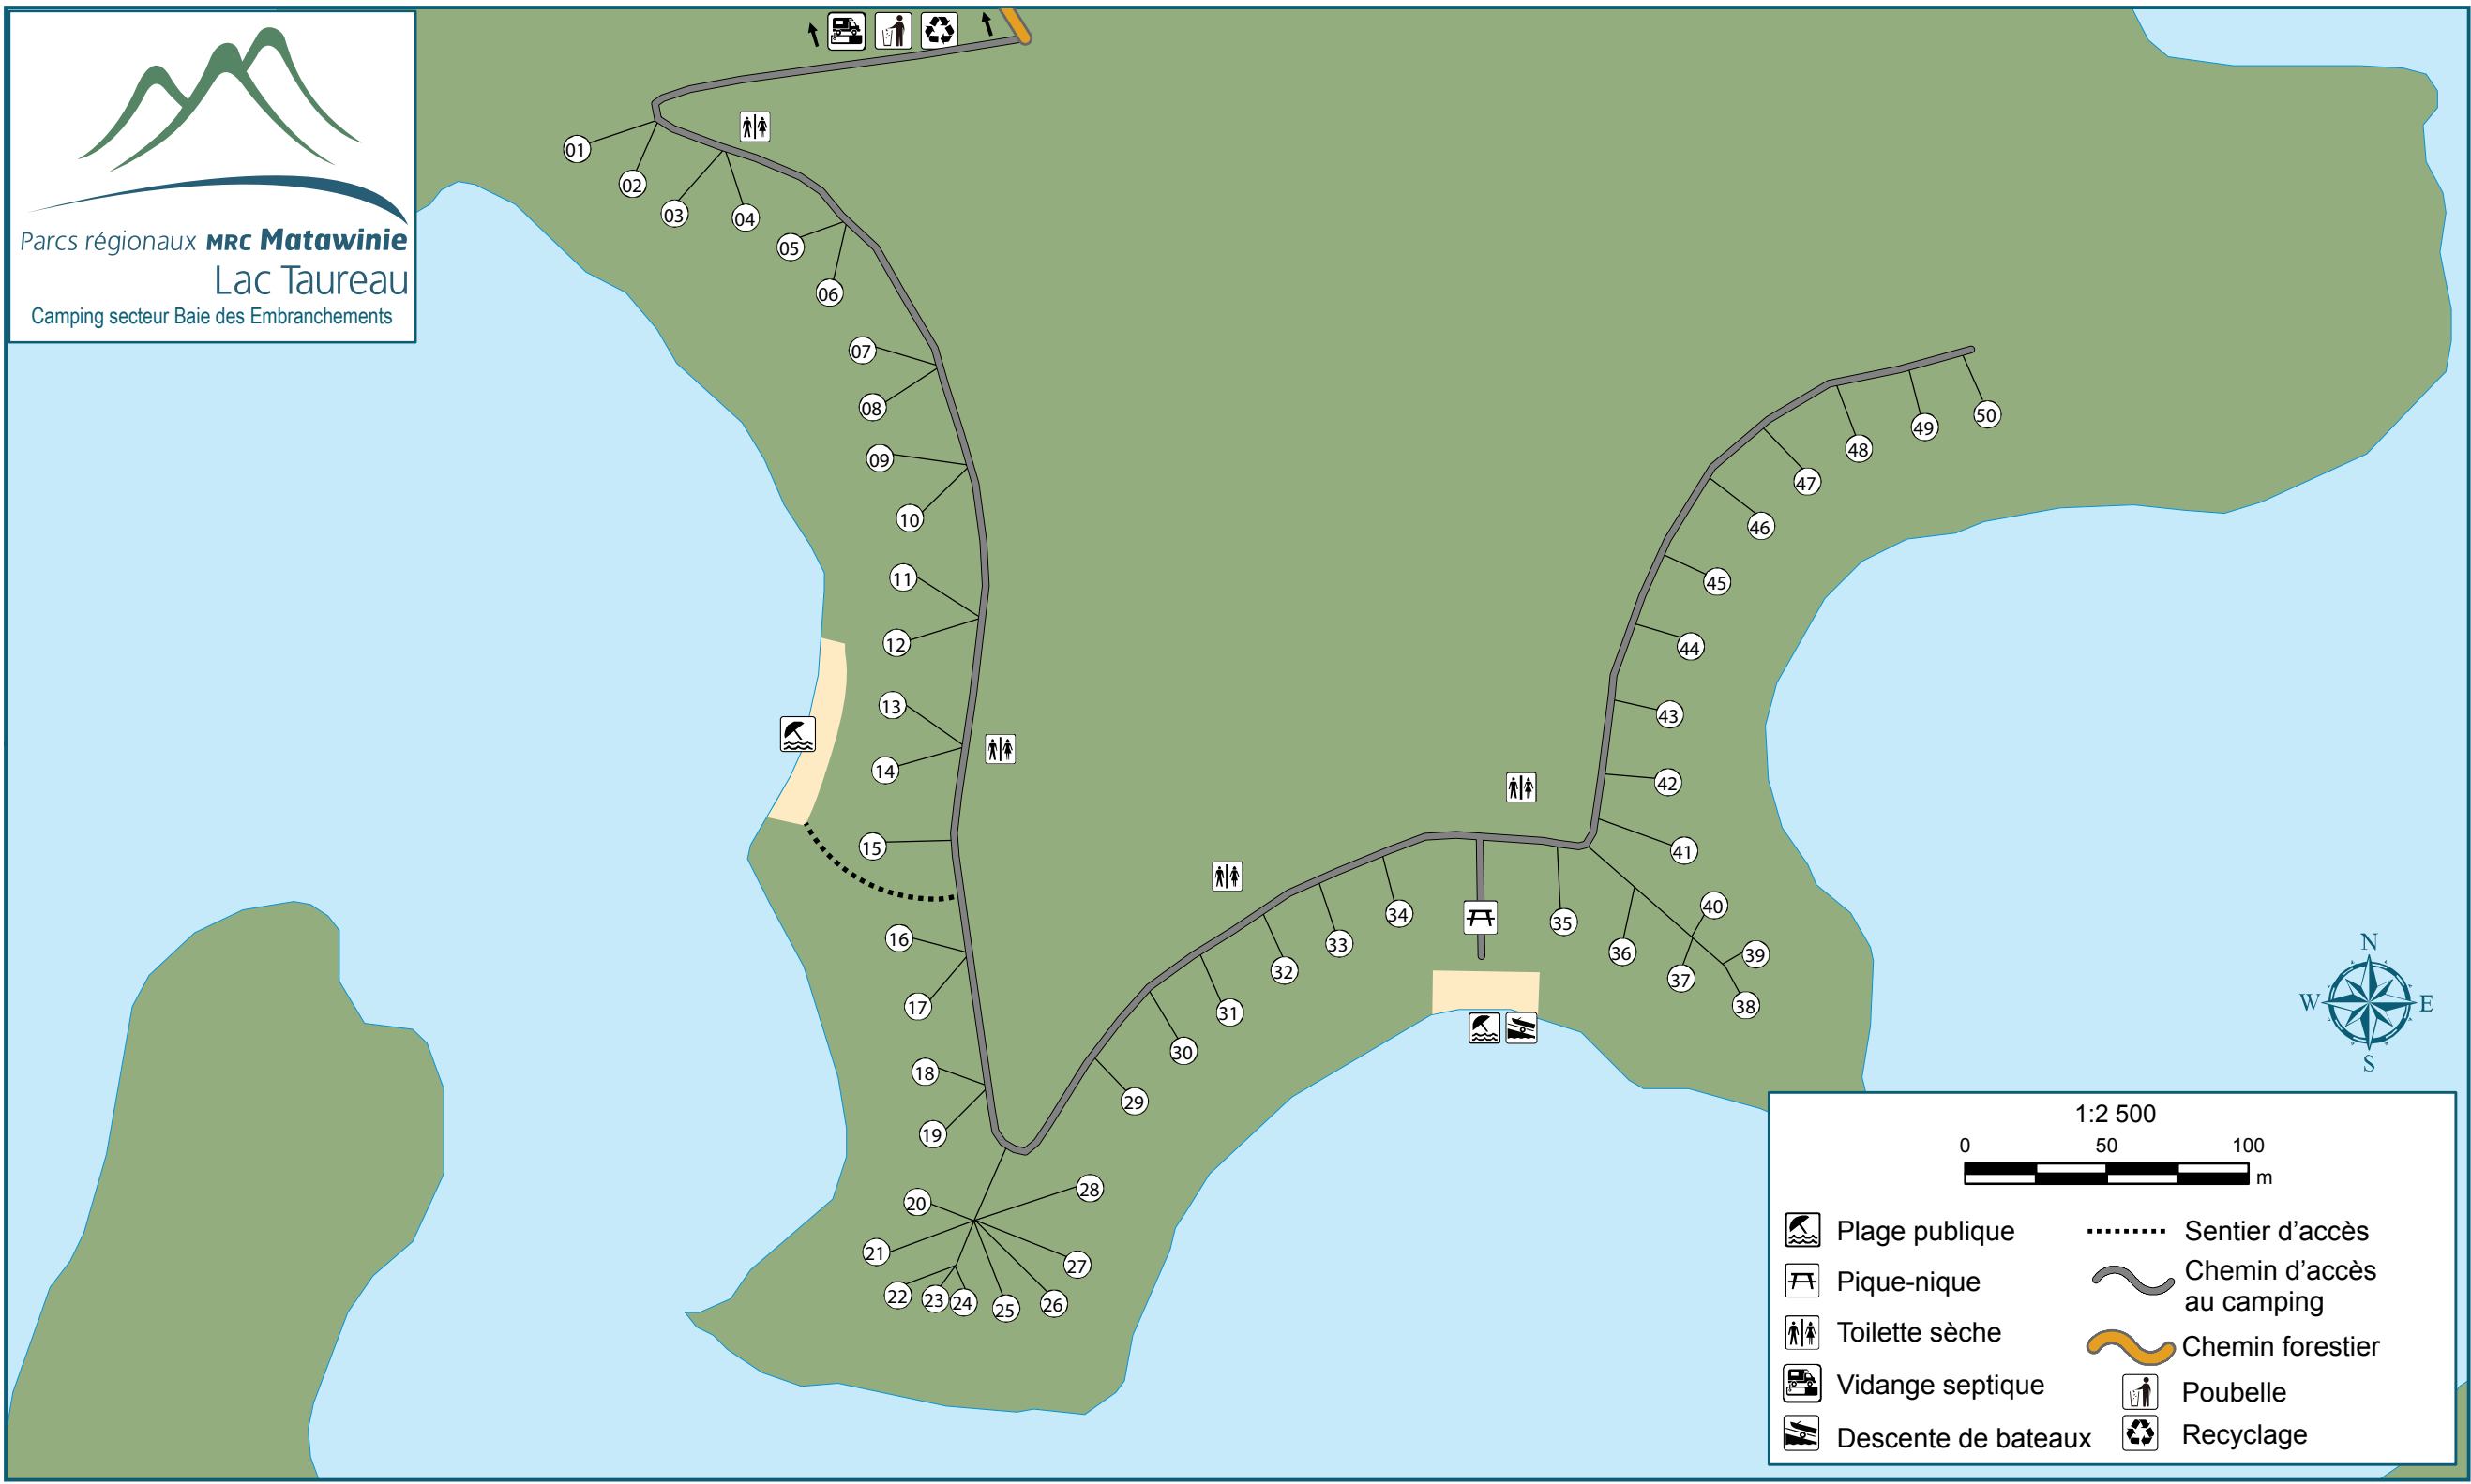 Parcs régionaux MRC Matawinie
Lac Taureau
Camping secteur Baie des Embranchements
01
02
03
04
05
06
07
08
09
10
11
12
13
14
15
16
17
18
19
20
21
22
23
24
25
26
27
28
29
30
31
32
33
34
35
36
37
38
39
40
41
42
43
44
45
46
47
48
49
50
N
W E
S
1:2 500
0 50 100
m
Plage publique
Pique-nique
Toilette sèche
Vidange septique
Descente de bateaux
Sentier d’accès
Chemin d’accès
au camping
Chemin forestier
Poubelle
Recyclage